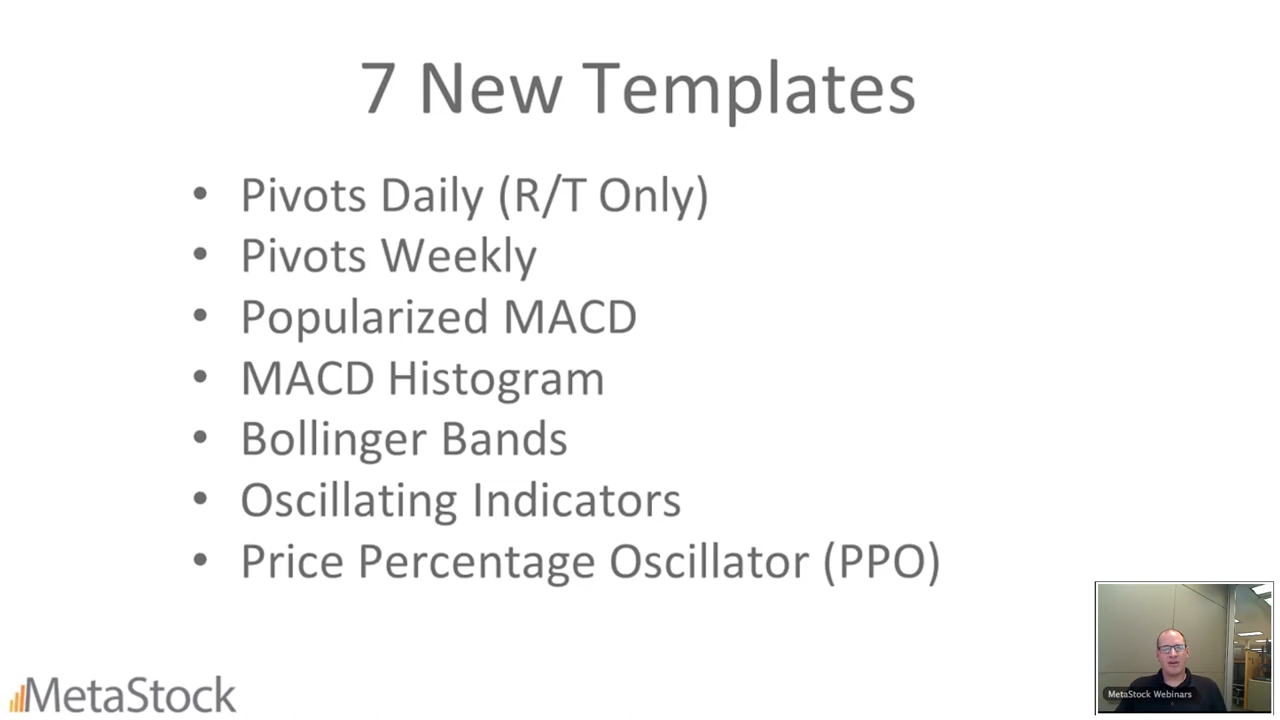 7 New Templates
• Pivots Daily (R/T Only)
• Pivots Weekly
• Popularized MACD
• MACD Histogram
• Bollinger Bands
• Oscillating Indicators
• Price Percentage Oscillator (PPO)
MetaStock
MetaStock Webinars